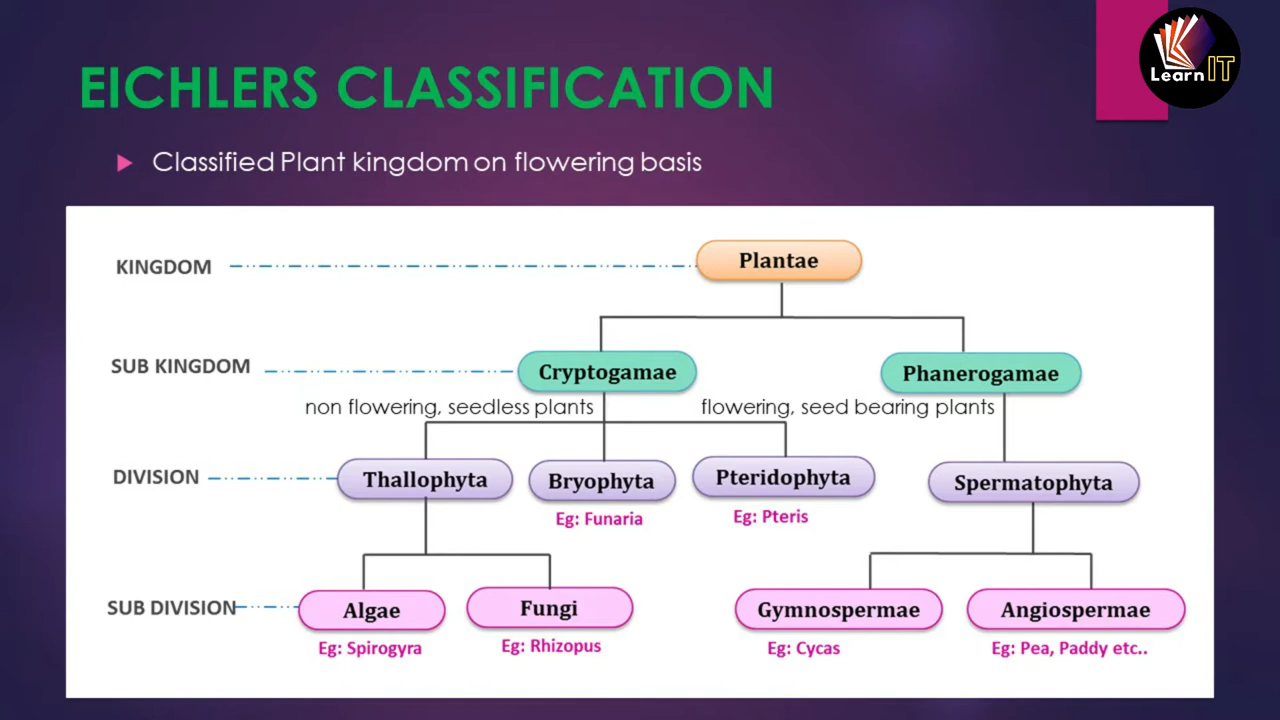 LearnIT
EICHLERS CLASSIFICATION
Classified Plant kingdom on flowering basis
KINGDOM
Plantae
SUB KINGDOM
Cryptogamae
Phanerogamae
non flowering, seedless plants
flowering, seed bearing plants
DIVISION
Thallophyta
Bryophyta
Pteridophyta
Spermatophyta
Eg: Funaria
Eg: Pteris
SUB DIVISION
Algae
Fungi
Gymnospermae
Angiospermae
Eg: Spirogyra
Eg: Rhizopus
Eg: Cycas
Eg: Pea, Paddy etc..